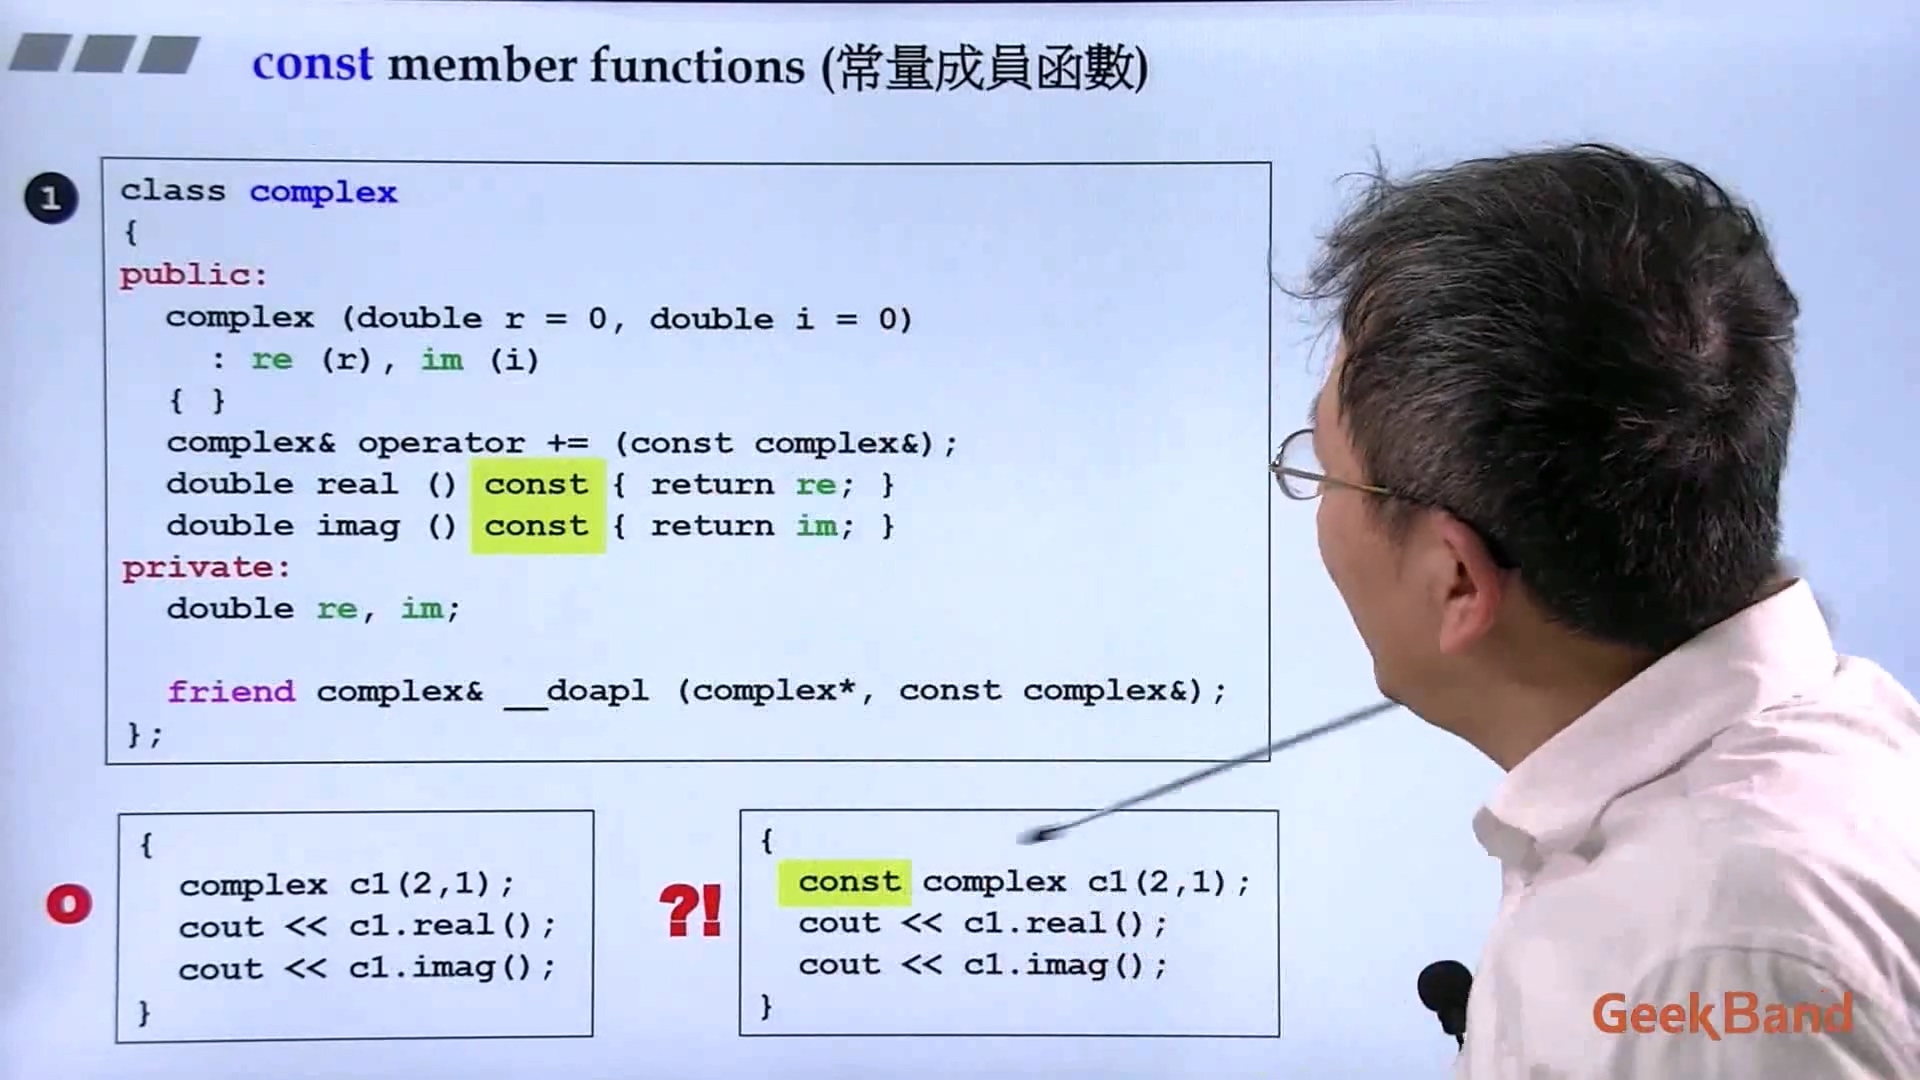 const member functions (常量成員函數)
1
class complex
{
public:
complex (double r = 0, double i = 0)
: re (r), im (i)
{ }
complex& operator += (const complex&);
double real () const { return re; }
double imag () const { return im; }
private:
double re, im;
friend complex& __doapl (complex*, const complex&);
};
O
{
complex c1(2,1);
cout << c1.real();
cout << c1.imag();
}
?!
{
const complex c1(2,1);
cout << c1.real();
cout << c1.imag();
}
GeekBand